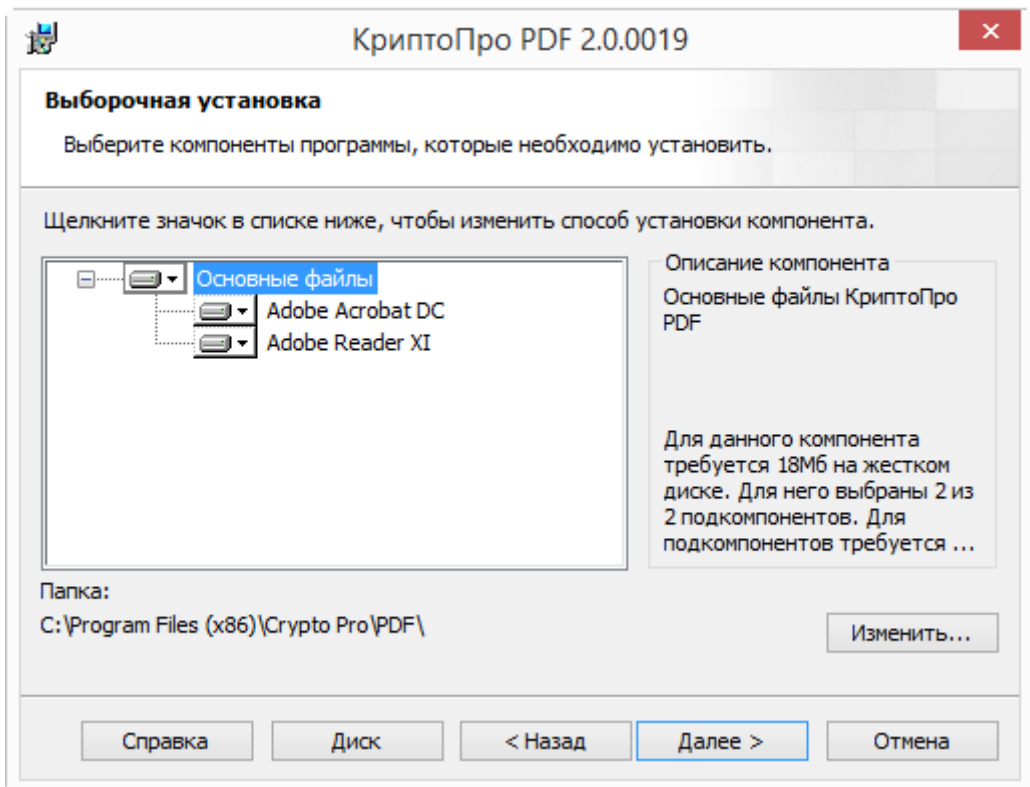 КриптоПро PDF 2.0.0019
Выборочная установка
Выберите компоненты программы, которые необходимо установить.
Щелкните значок в списке ниже, чтобы изменить способ установки компонента.
Основные файлы
Adobe Acrobat DC
Adobe Reader XI
Описание компонента
Основные файлы КриптоПро
PDF
Для данного компонента
требуется 18Мб на жестком
диске. Для него выбраны 2 из
2 подкомпонентов. Для
подкомпонентов требуется ...
Папка:
C:\Program Files (x86)\Crypto Pro\PDF\
Изменить...
Справка
Диск
< Назад
Далее >
Отмена